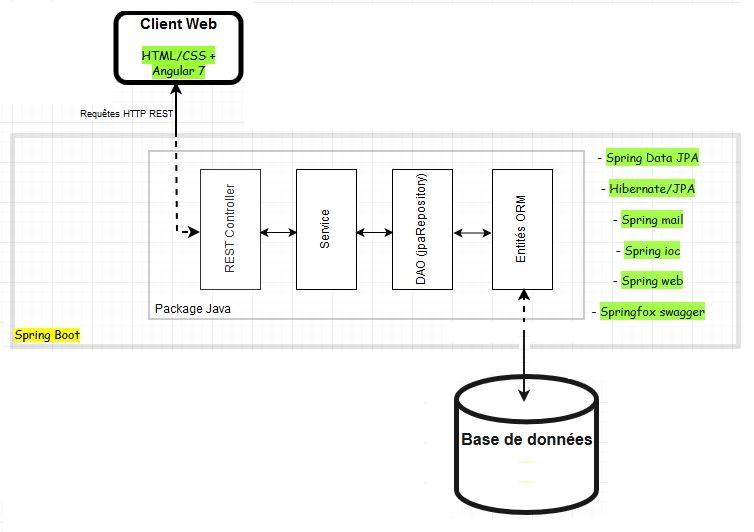 Client Web
HTML/CSS +
Angular 7
Requêtes HTTP REST
REST Controller
Service
DAO (jpaRepository)
Entités ORM
Package Java
- Spring Data JPA
- Hibernate/JPA
- Spring mail
- Spring ioc
- Spring web
- Springfox swagger
Spring Boot
Base de données